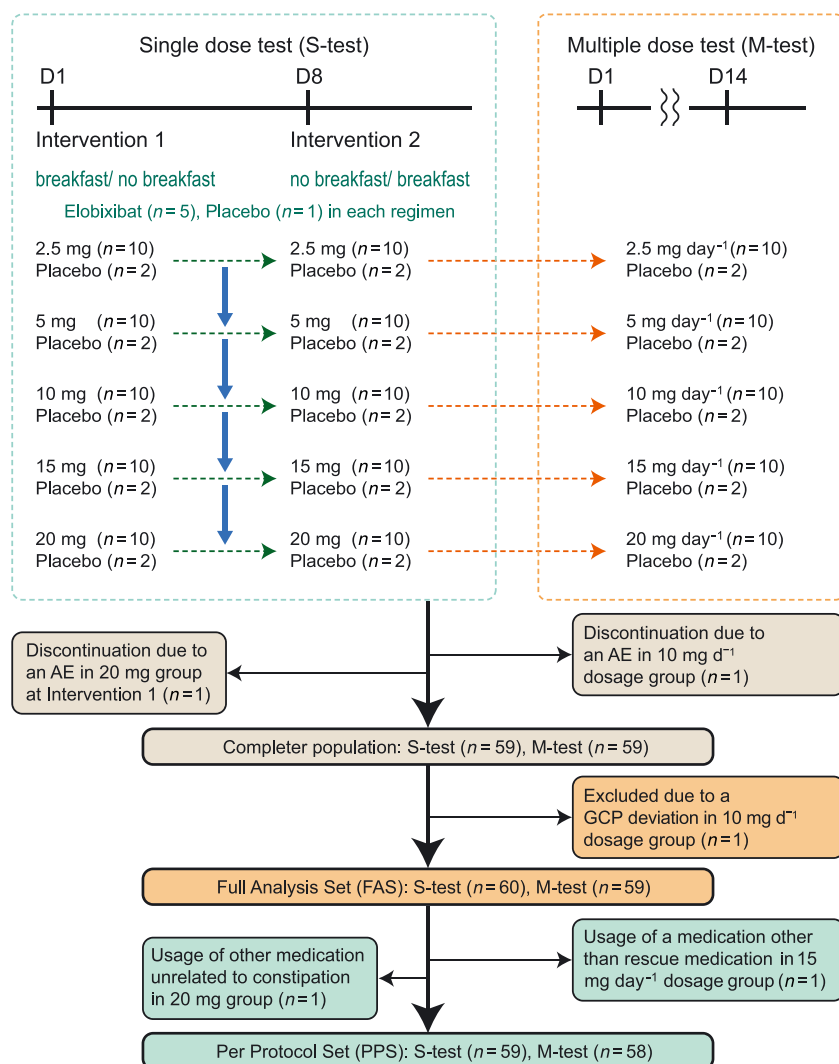 Single dose test (S-test)
D1
D8
Intervention 1
Intervention 2
breakfast/ no breakfast
no breakfast/ breakfast
Elobixibat (n=5), Placebo (n=1) in each regimen
2.5 mg (n=10)
Placebo (n=2)
2.5 mg (n=10)
Placebo (n=2)
5 mg (n=10)
Placebo (n=2)
5 mg (n=10)
Placebo (n=2)
10 mg (n=10)
Placebo (n=2)
10 mg (n=10)
Placebo (n=2)
15 mg (n=10)
Placebo (n=2)
15 mg (n=10)
Placebo (n=2)
20 mg (n=10)
Placebo (n=2)
20 mg (n=10)
Placebo (n=2)
Multiple dose test (M-test)
D1
D14
2.5 mg day⁻¹ (n=10)
Placebo (n=2)
5 mg day⁻¹ (n=10)
Placebo (n=2)
10 mg day⁻¹ (n=10)
Placebo (n=2)
15 mg day⁻¹ (n=10)
Placebo (n=2)
20 mg day⁻¹ (n=10)
Placebo (n=2)
Discontinuation due to
an AE in 20 mg group
at Intervention 1 (n=1)
Discontinuation due to
an AE in 10 mg d⁻¹
dosage group (n=1)
Completer population: S-test (n=59), M-test (n=59)
Excluded due to a
GCP deviation in 10 mg d⁻¹
dosage group (n=1)
Full Analysis Set (FAS): S-test (n=60), M-test (n=59)
Usage of other medication
unrelated to constipation
in 20 mg group (n=1)
Usage of a medication other
than rescue medication in 15
mg day⁻¹ dosage group (n=1)
Per Protocol Set (PPS): S-test (n=59), M-test (n=58)